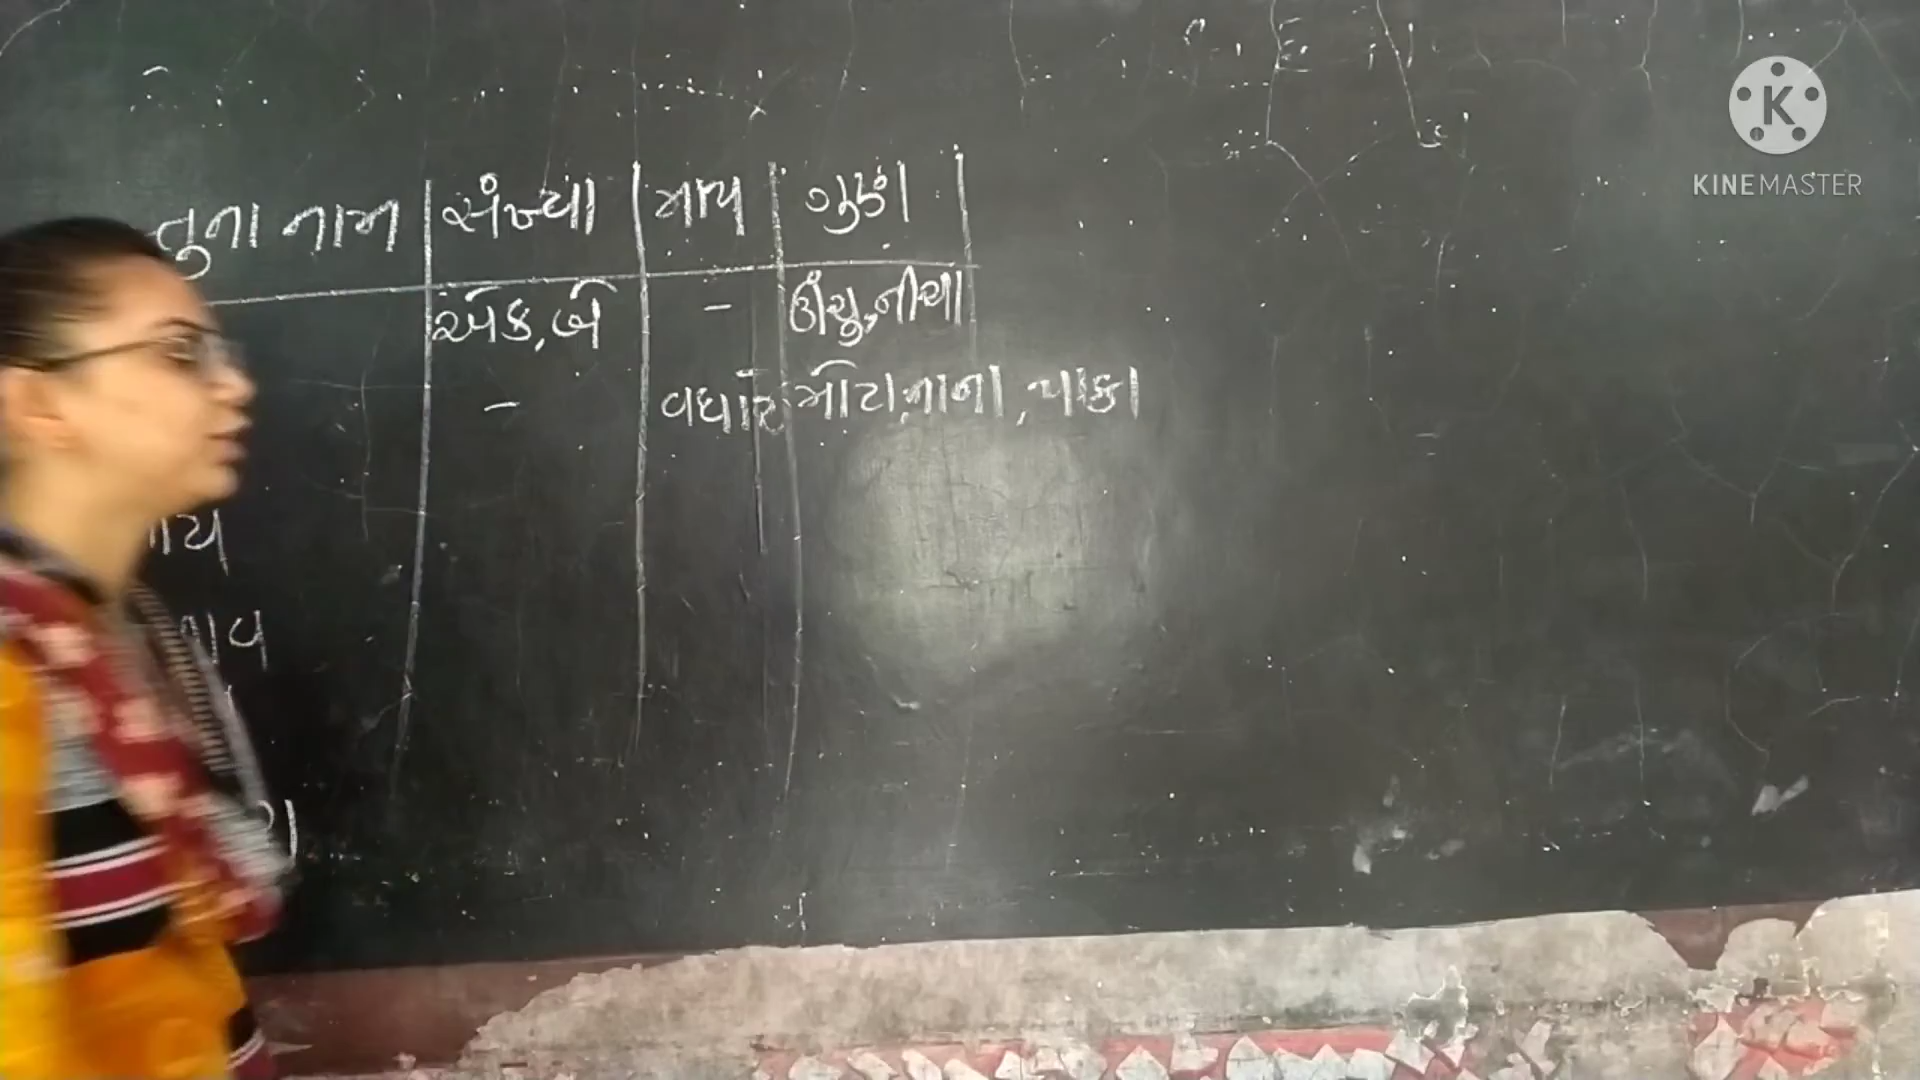 KINEMASTER
નામ સંખ્યા માપ ગુણ
એક, બે - ઊંચુ, નીચા
- વધારે મોટા, નાના, પાકા